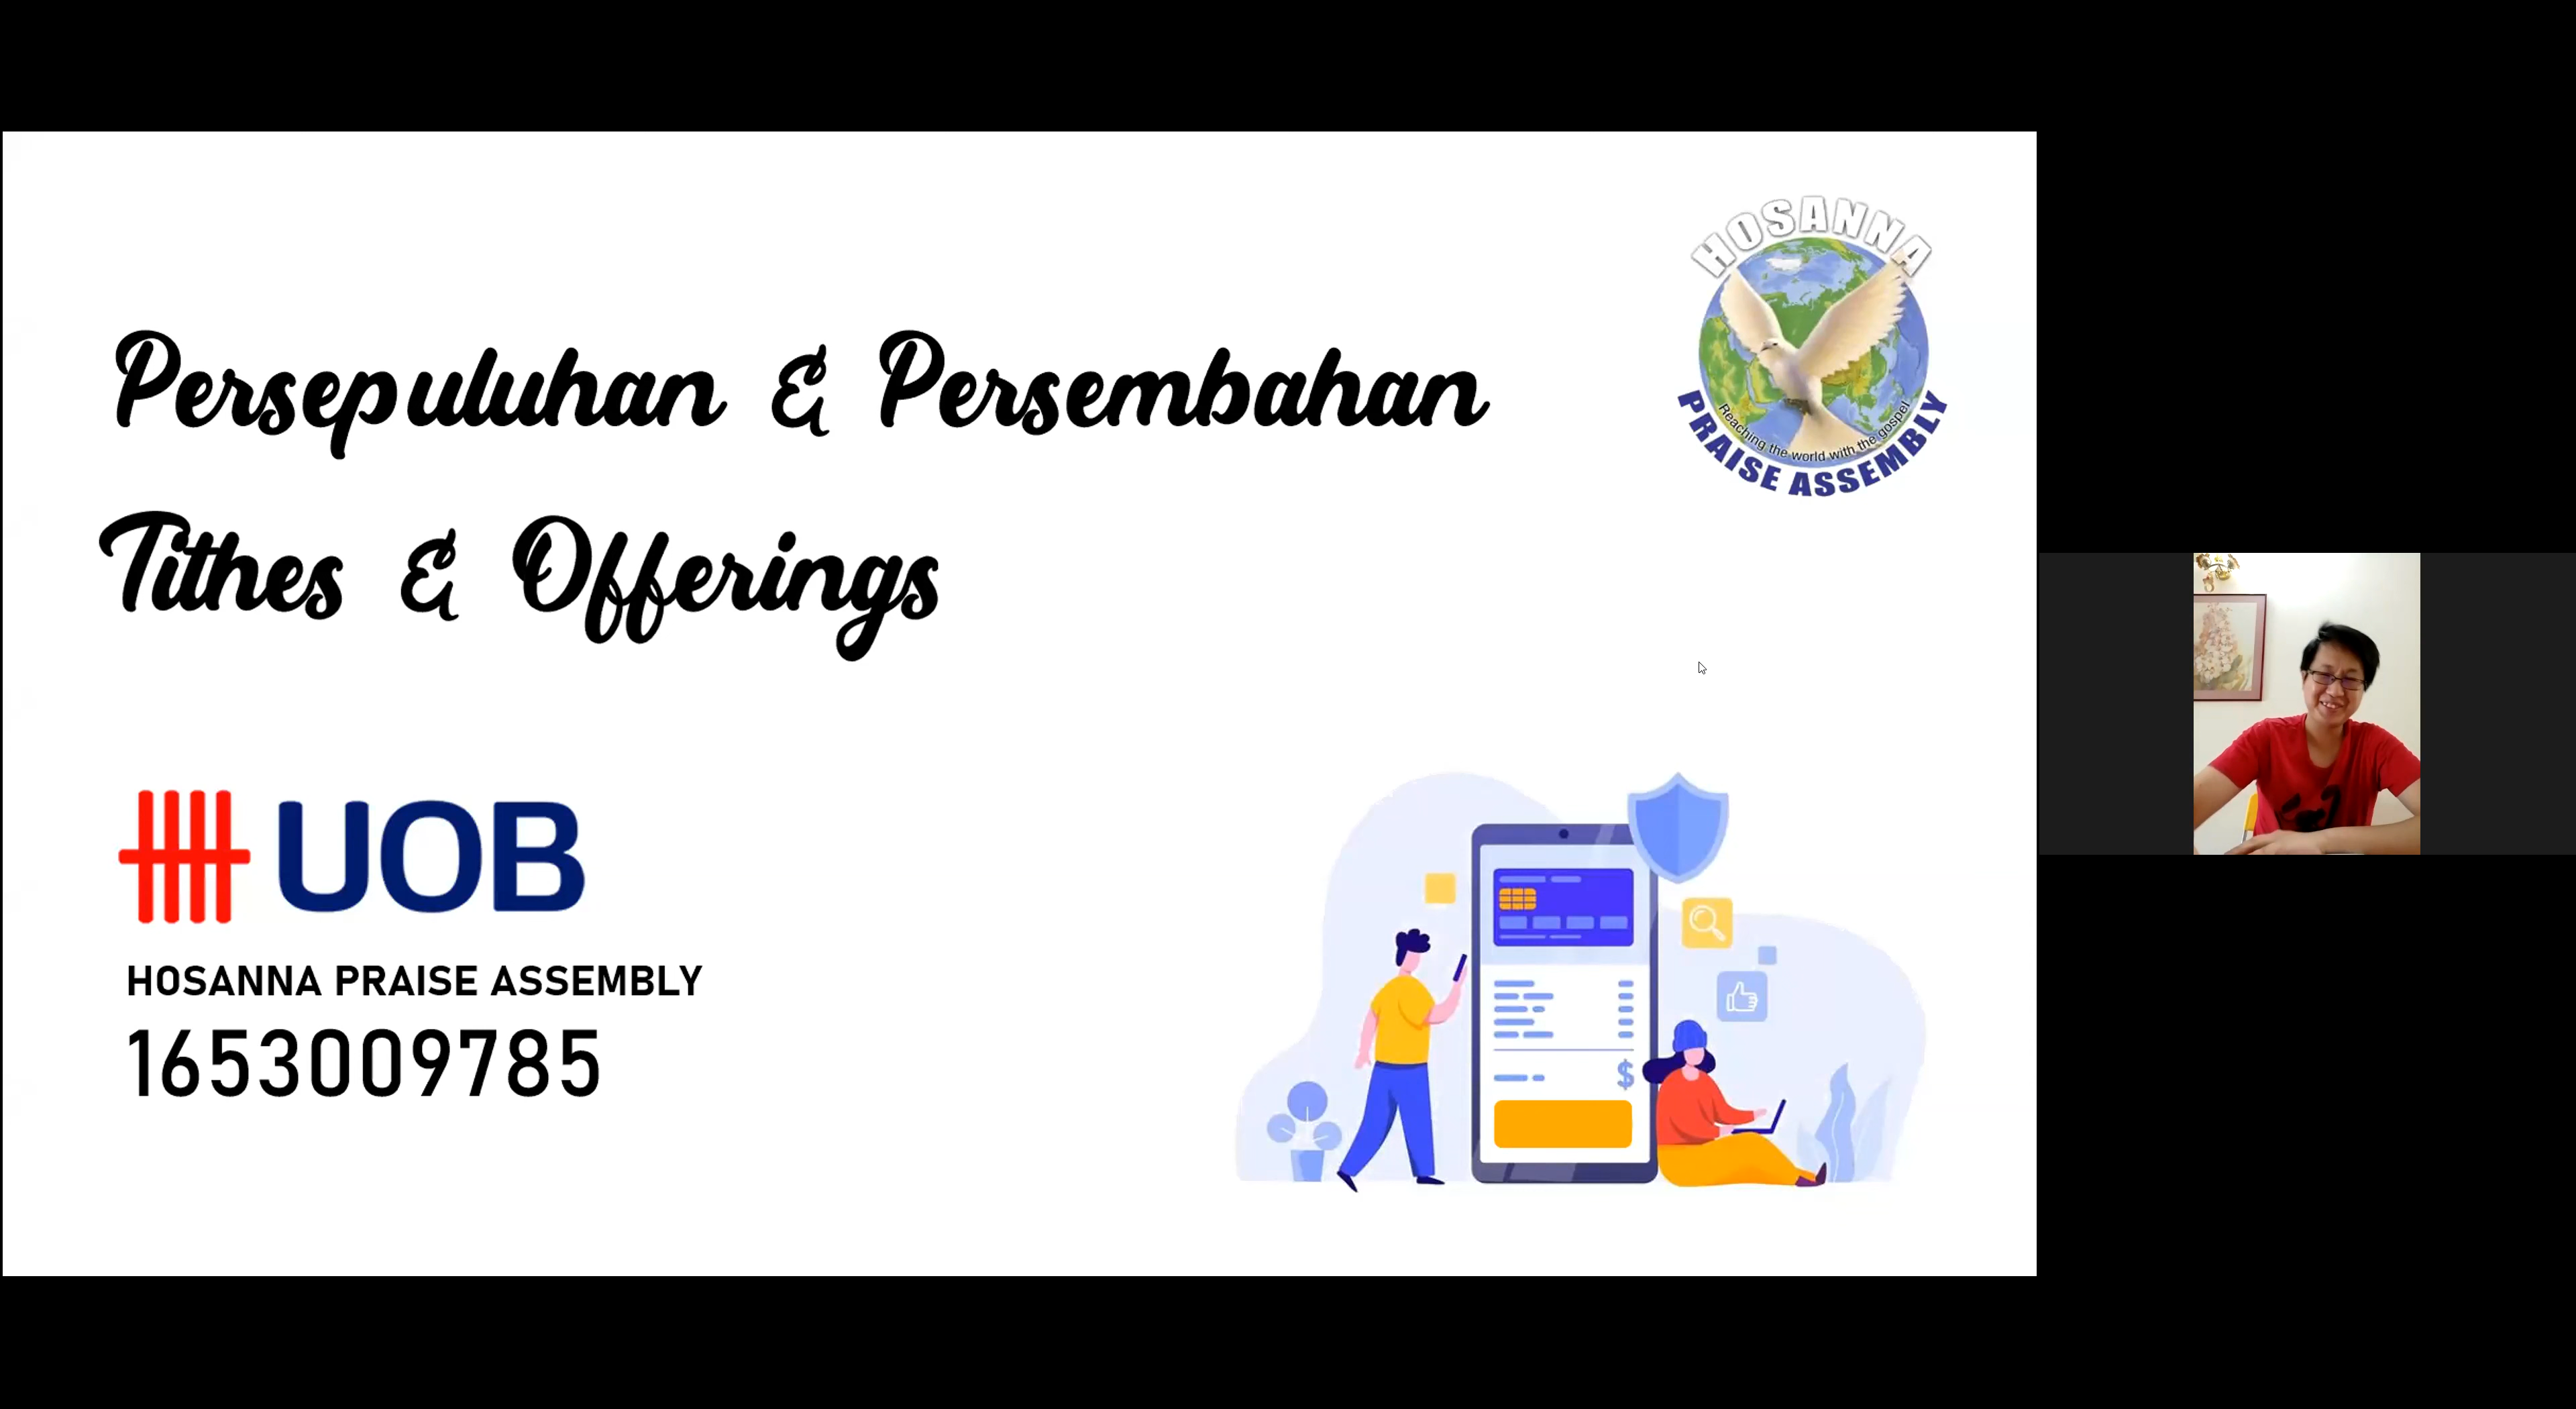 HOSANNA
PRAISE ASSEMBLY
Reaching the world with the gospel
Persepuluhan & Persembahan
Tithes & Offerings
UOB
HOSANNA PRAISE ASSEMBLY
1653009785
$